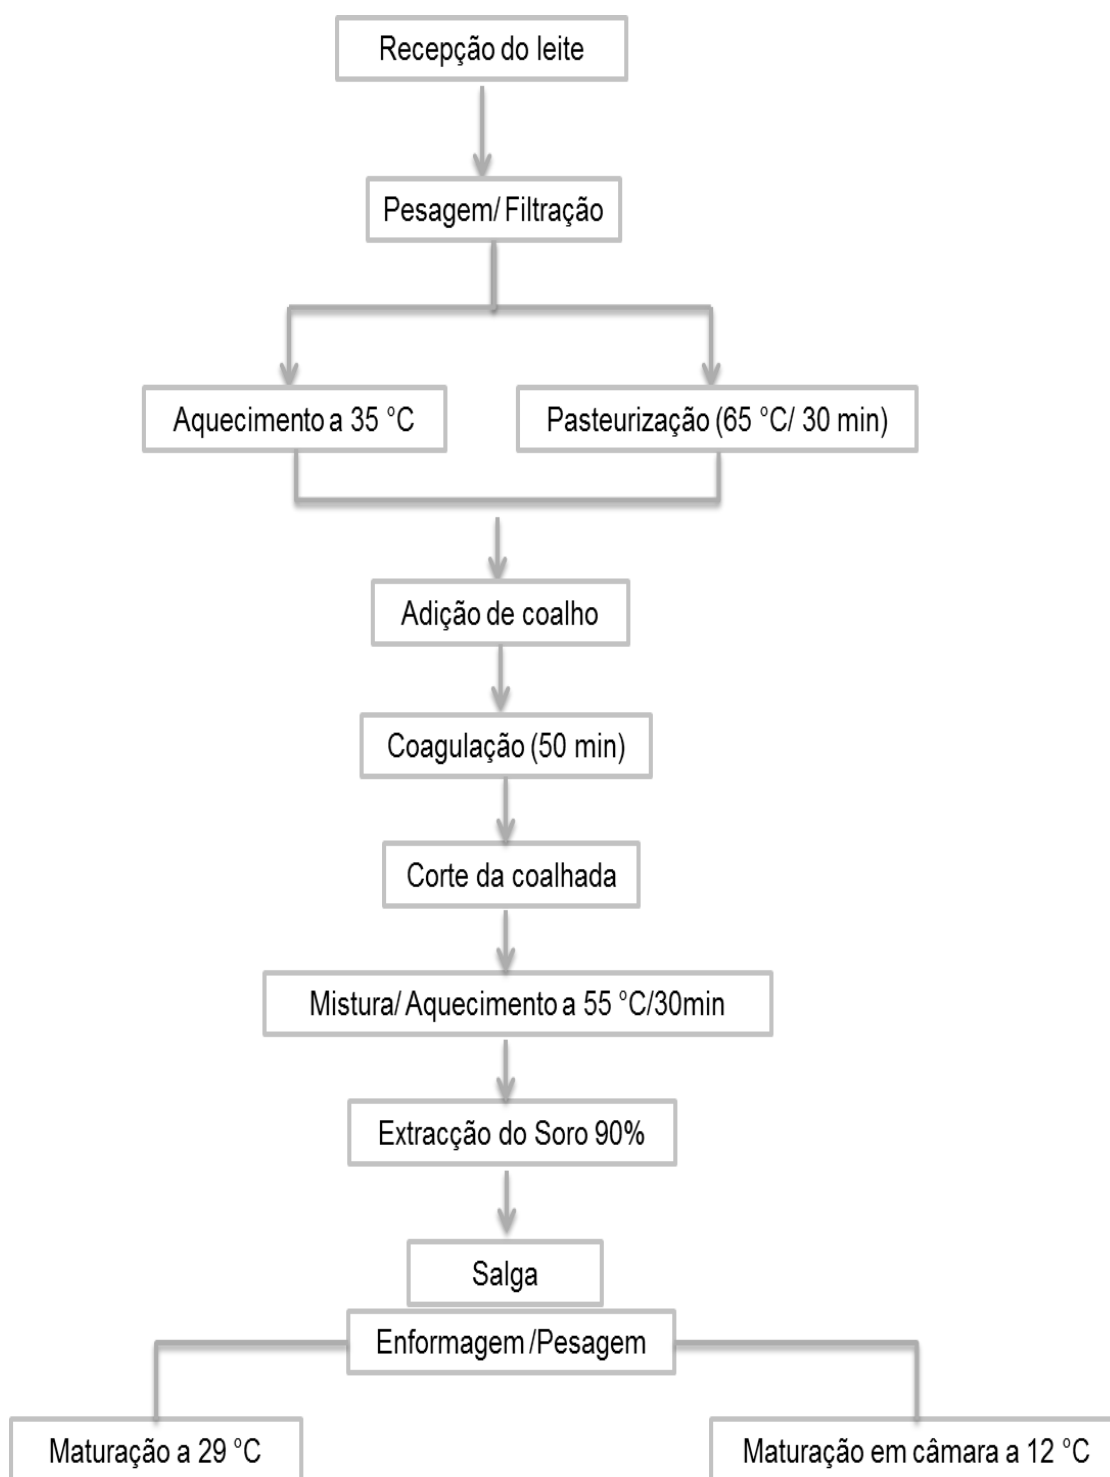 Recepção do leite
Pesagem/ Filtração
Aquecimento a 35 °C
Pasteurização (65 °C/ 30 min)
Adição de coalho
Coagulação (50 min)
Corte da coalhada
Mistura/ Aquecimento a 55 °C/30min
Extracção do Soro 90%
Salga
Enformagem /Pesagem
Maturação a 29 °C
Maturação em câmara a 12 °C